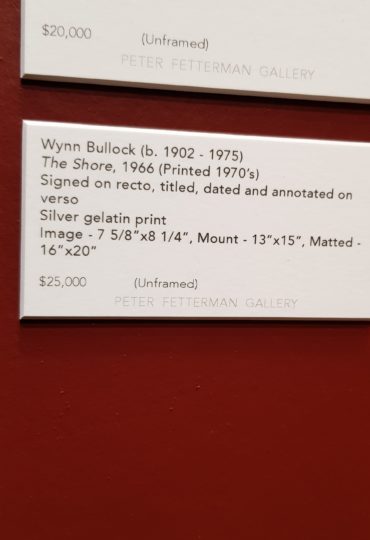 $20,000 (Unframed)
PETER FETTERMAN GALLERY
Wynn Bullock (b. 1902 - 1975)
The Shore, 1966 (Printed 1970's)
Signed on recto, titled, dated and annotated on
verso
Silver gelatin print
Image - 7 5/8"x8 1/4", Mount - 13"x15", Matted -
16"x20"
$25,000 (Unframed)
PETER FETTERMAN GALLERY